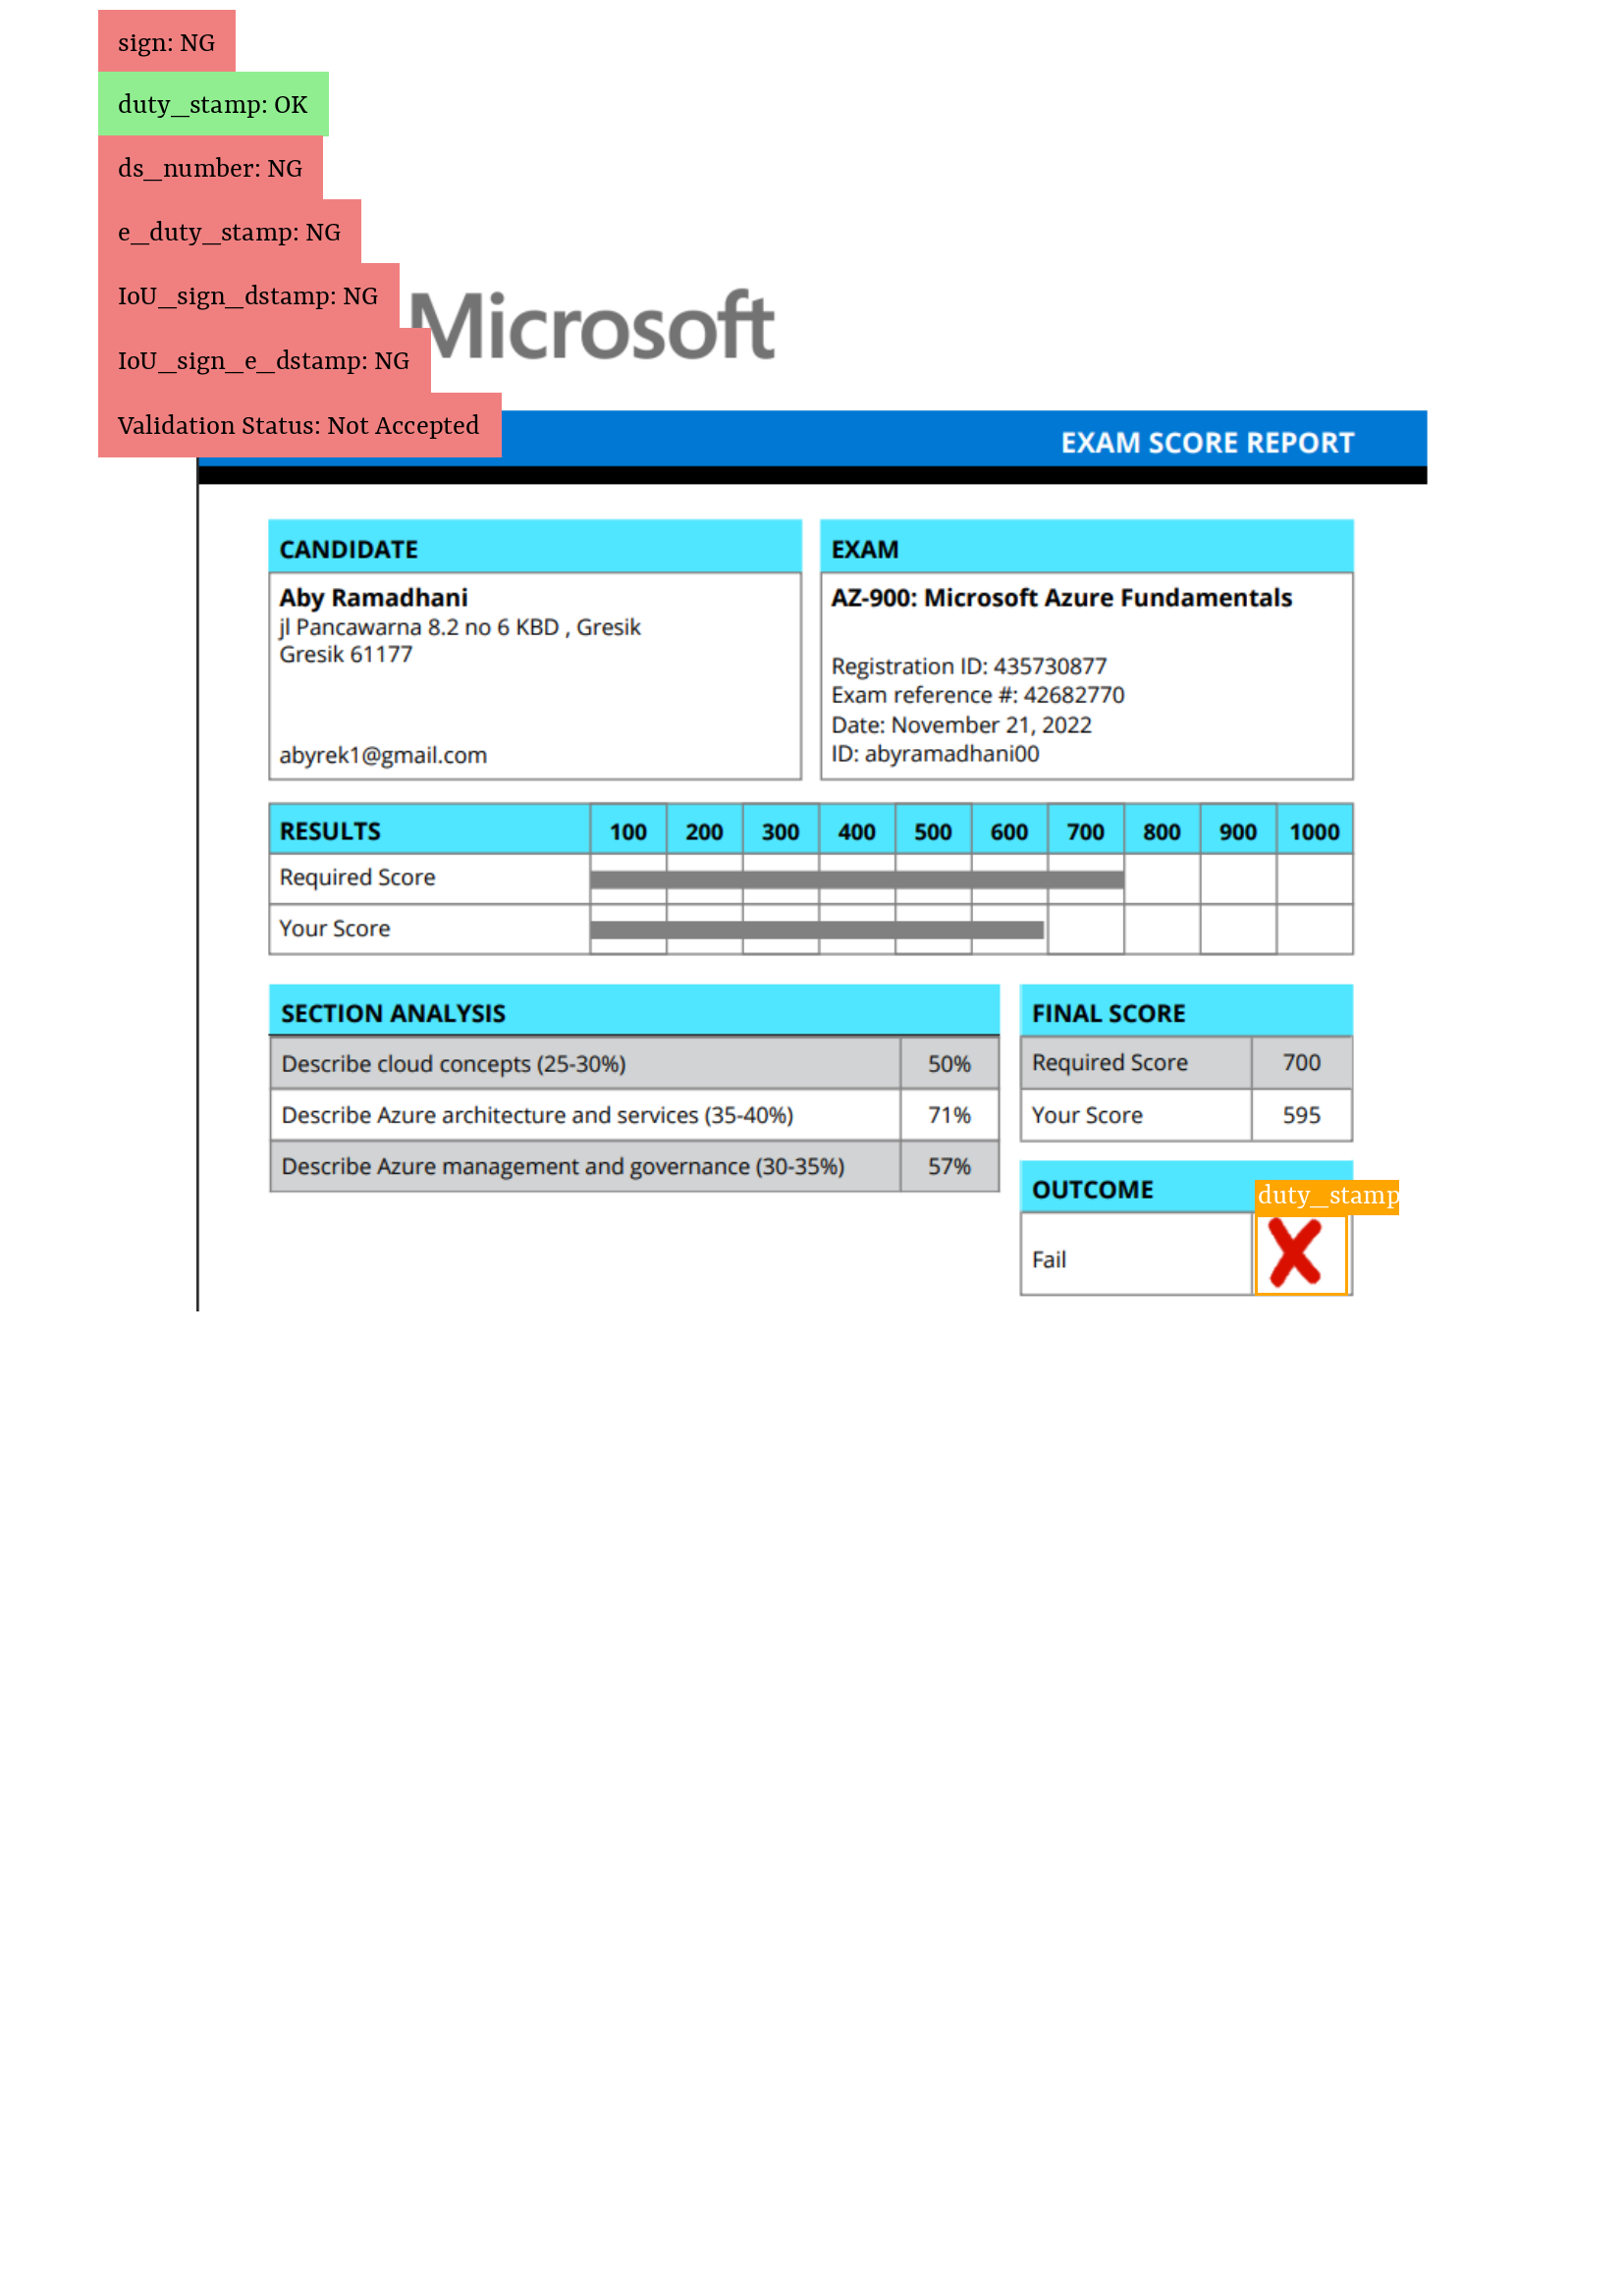 sign: NG
duty_stamp: OK
ds_number: NG
e_duty_stamp: NG
IoU_sign_dstamp: NG
Microsoft
IoU_sign_e_dstamp: NG
Validation Status: Not Accepted
EXAM SCORE REPORT
CANDIDATE
Aby Ramadhani
jl Pancawarna 8.2 no 6 KBD , Gresik
Gresik 61177
abyrek1@gmail.com
EXAM
AZ-900: Microsoft Azure Fundamentals
Registration ID: 435730877
Exam reference #: 42682770
Date: November 21, 2022
ID: abyramadhani00
RESULTS 100 200 300 400 500 600 700 800 900 1000
Required Score
Your Score
SECTION ANALYSIS
Describe cloud concepts (25-30%) 50%
Describe Azure architecture and services (35-40%) 71%
Describe Azure management and governance (30-35%) 57%
FINAL SCORE
Required Score 700
Your Score 595
OUTCOME
duty_stamp
Fail